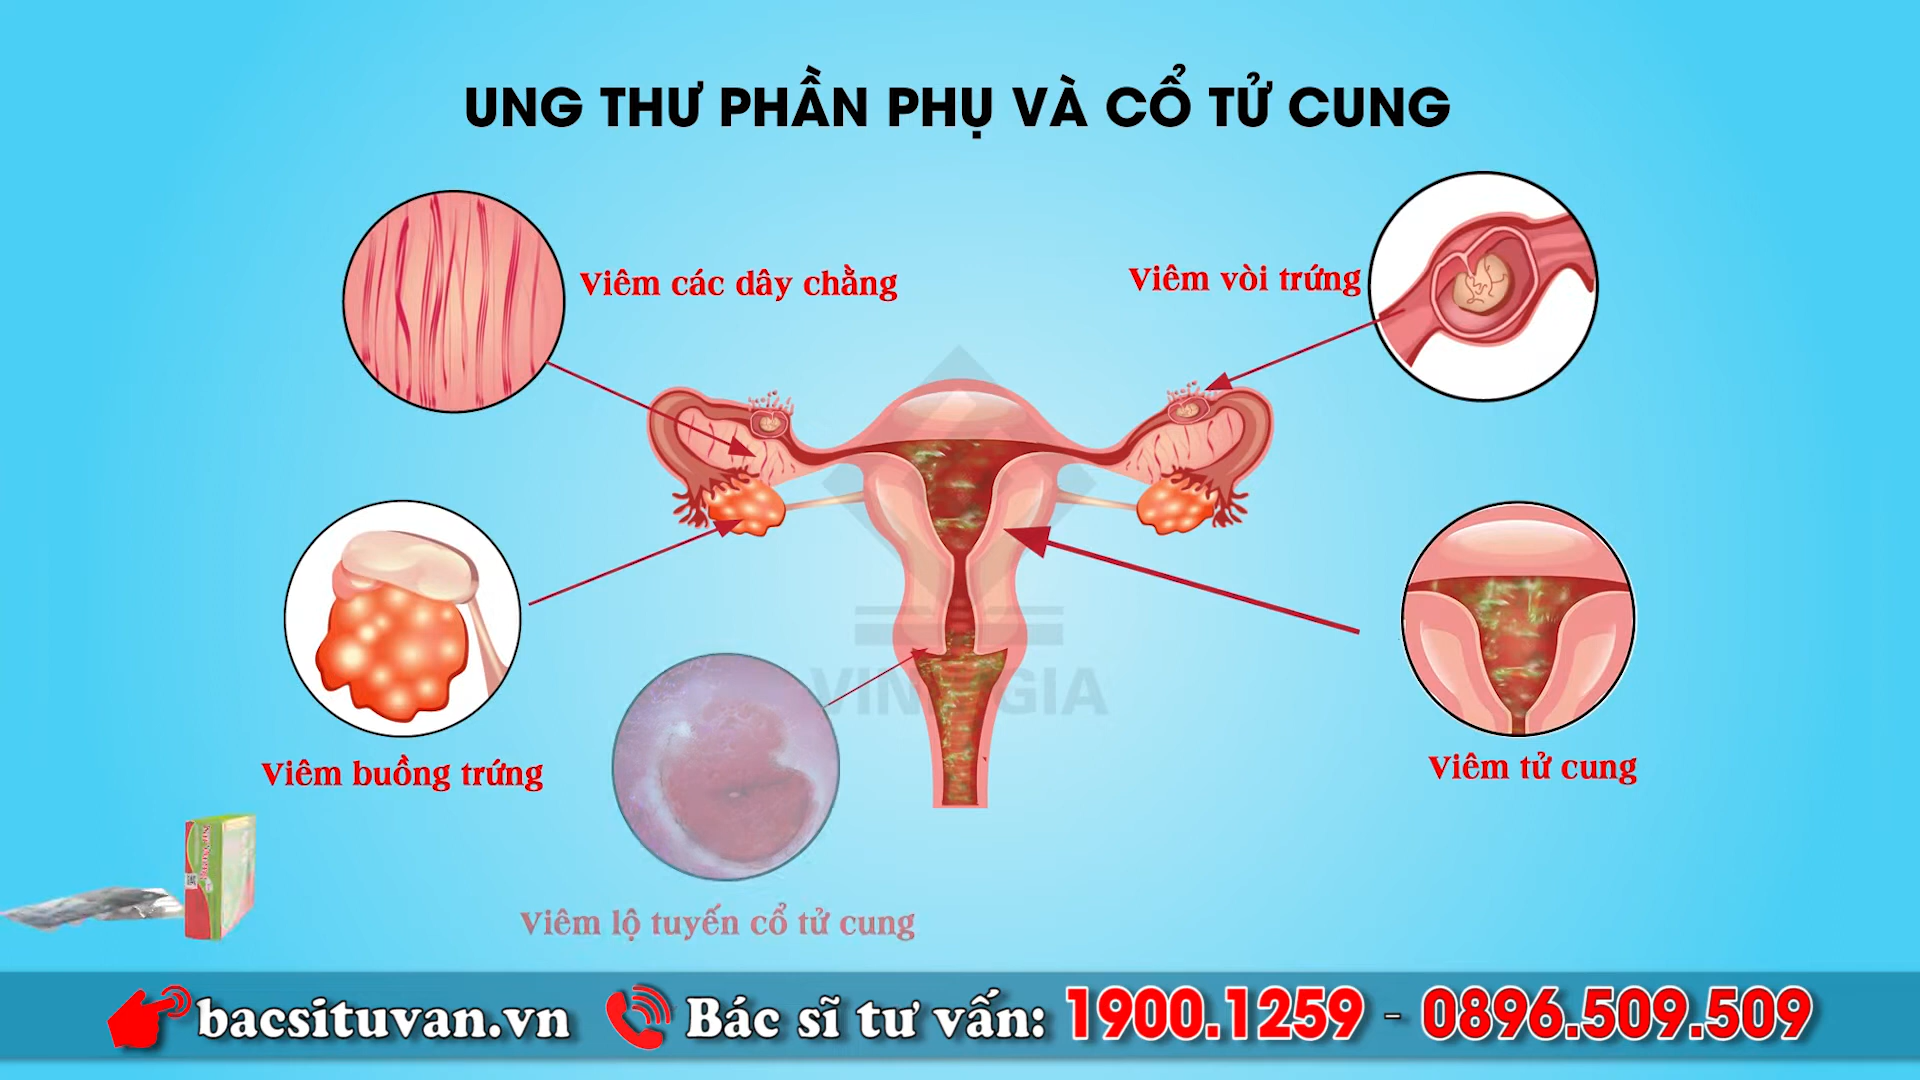 UNG THƯ PHẦN PHỤ VÀ CỔ TỬ CUNG
Viêm các dây chằng
Viêm vòi trứng
VINH GIA
Viêm buồng trứng
Viêm tử cung
Viêm lộ tuyến cổ tử cung
bacsituvan.vn Bác sĩ tư vấn: 1900.1259 - 0896.509.509